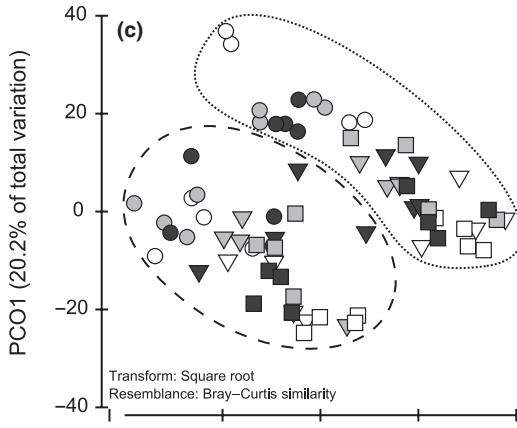 (c)
40
20
0
−20
−40
PCO1 (20.2% of total variation)
Transform: Square root
Resemblance: Bray–Curtis similarity